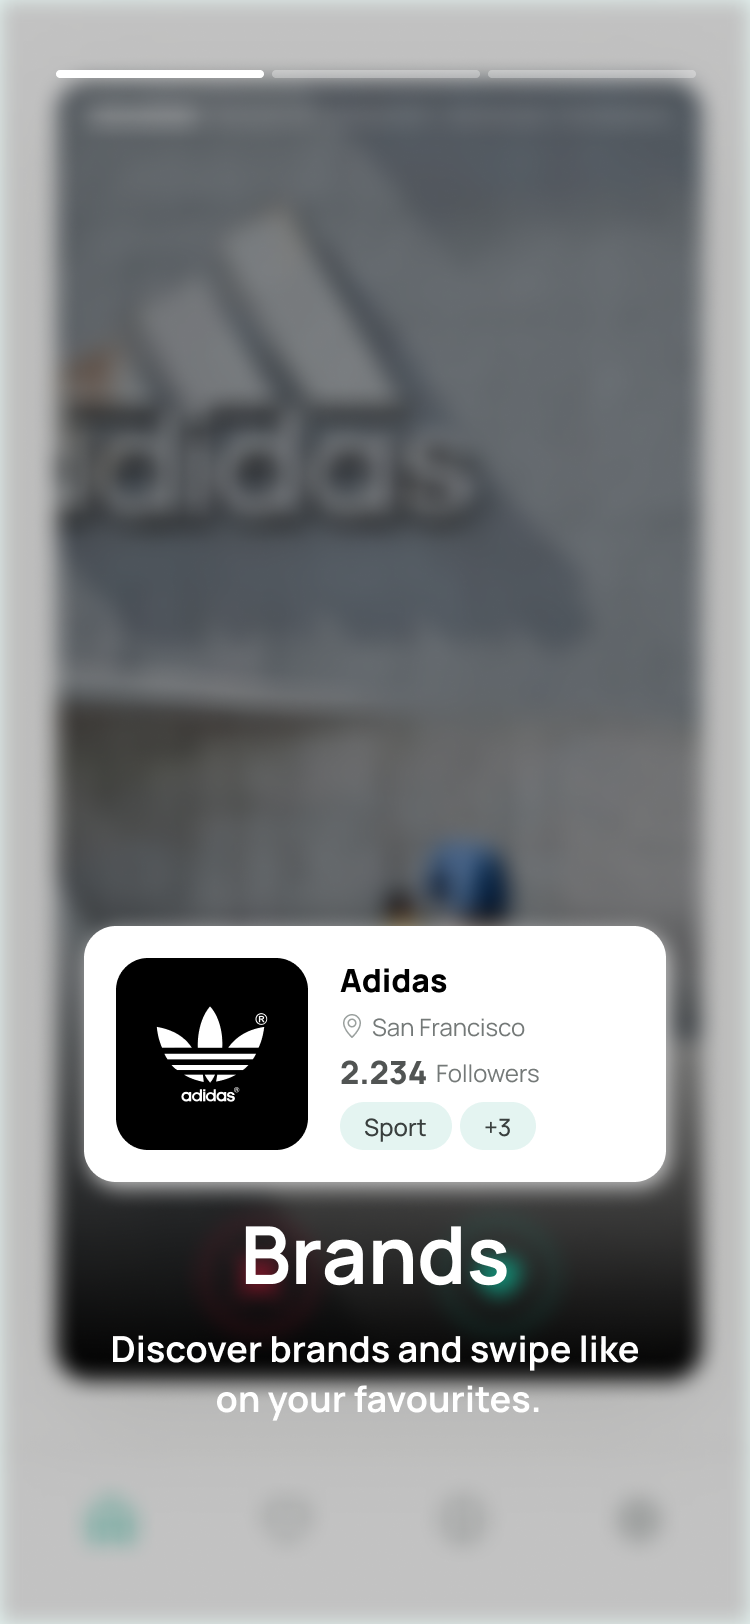 adidas
Adidas
San Francisco
2.234 Followers
®
adidas®
Sport +3
Brands
Discover brands and swipe like
on your favourites.